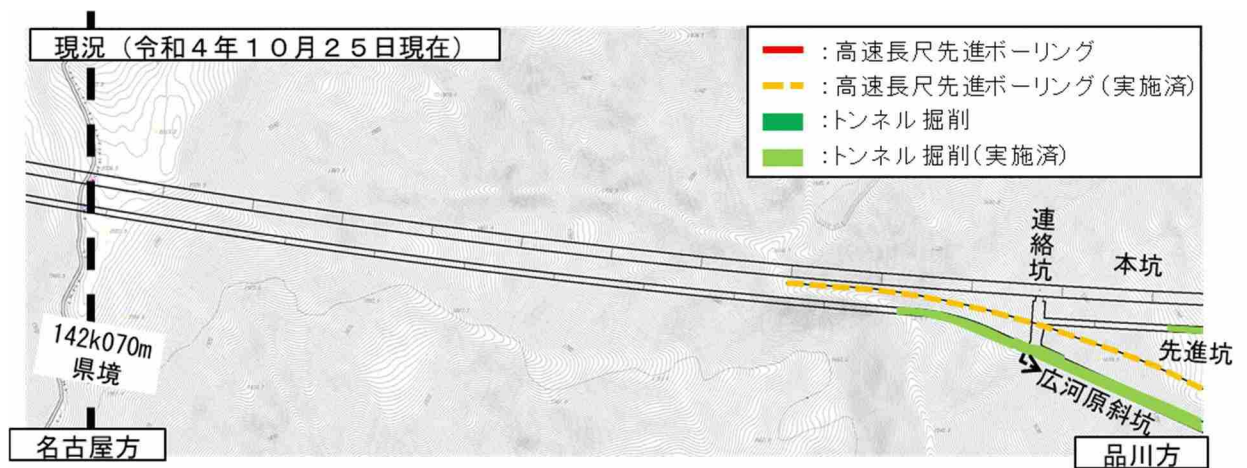 現況（令和４年１０月２５日現在）
：高速長尺先進ボーリング
：高速長尺先進ボーリング（実施済）
：トンネル掘削
：トンネル掘削（実施済）
連絡坑
本坑
先進坑
広河原斜坑
142k070m
県境
名古屋方
品川方